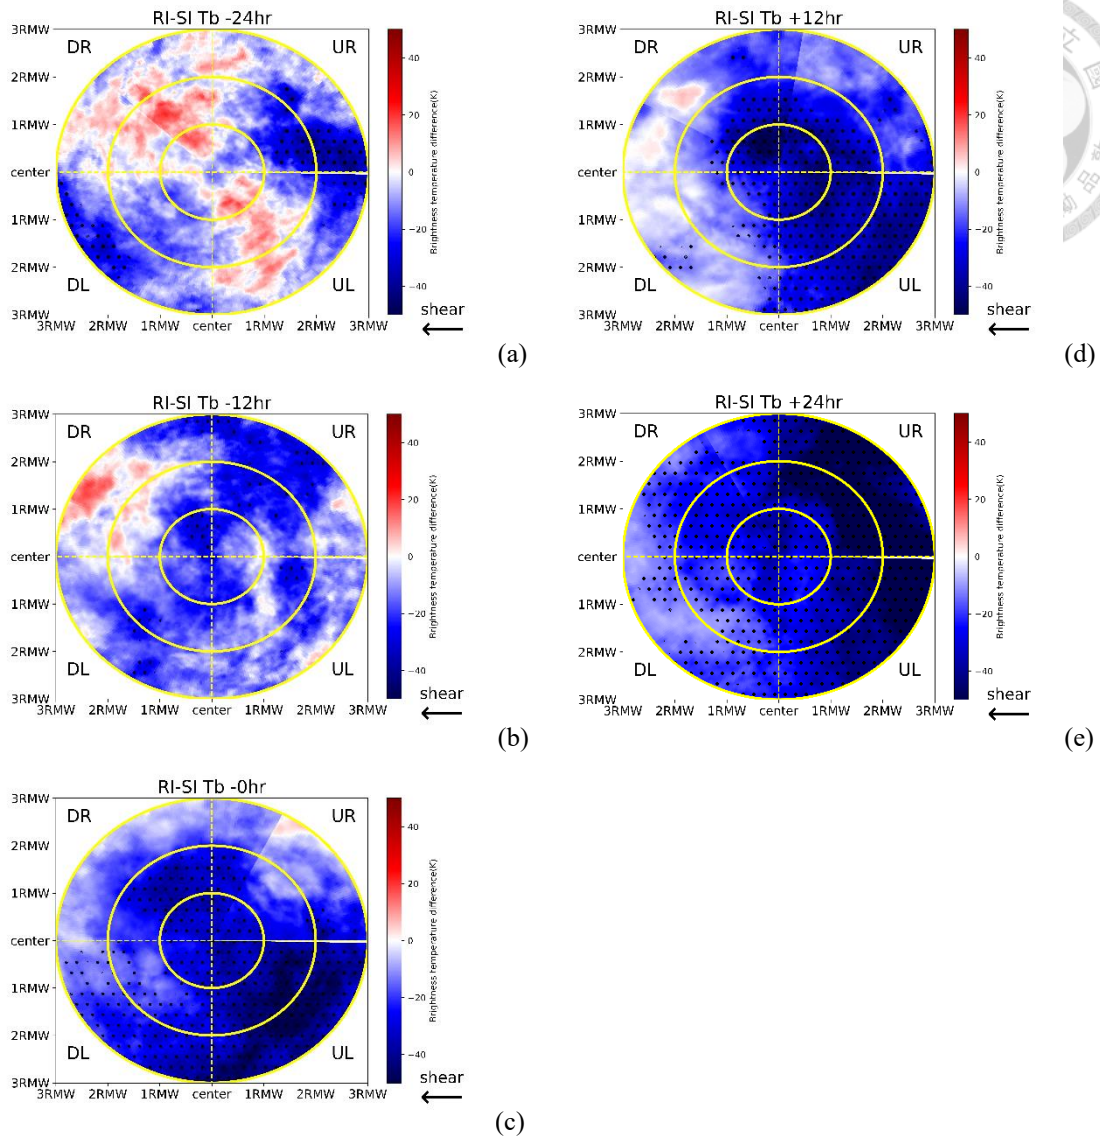 RI-SI Tb -24hr
3RMW
2RMW
1RMW
center
1RMW
2RMW
DR
UR
DL
UL
3RMW 2RMW 1RMW center 1RMW 2RMW 3RMW
40
20
0
−20
−40
Brightness temperature difference(K)
shear
(a)
RI-SI Tb +12hr
3RMW
2RMW
1RMW
center
1RMW
2RMW
DR
UR
DL
UL
3RMW 2RMW 1RMW center 1RMW 2RMW 3RMW
40
20
0
−20
−40
Brightness temperature difference(K)
shear
(d)
RI-SI Tb -12hr
3RMW
2RMW
1RMW
center
1RMW
2RMW
3RMW
DR
UR
DL
UL
3RMW 2RMW 1RMW center 1RMW 2RMW 3RMW
40
20
0
−20
−40
Brightness temperature difference(K)
shear
(b)
RI-SI Tb +24hr
3RMW
2RMW
1RMW
center
1RMW
2RMW
3RMW
DR
UR
DL
UL
3RMW 2RMW 1RMW center 1RMW 2RMW 3RMW
40
20
0
−20
−40
Brightness temperature difference(K)
shear
(e)
RI-SI Tb -0hr
3RMW
2RMW
1RMW
center
1RMW
2RMW
3RMW
DR
UR
DL
UL
3RMW 2RMW 1RMW center 1RMW 2RMW 3RMW
40
20
0
−20
−40
Brightness temperature difference(K)
shear
(c)